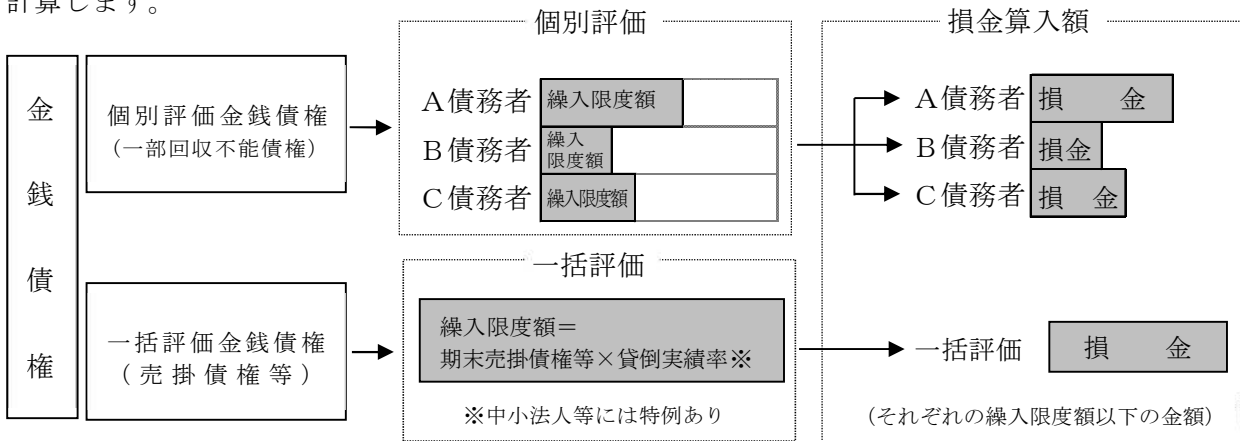 計算します。
金銭債権
個別評価金銭債権
(一部回収不能債権)
個別評価
A債務者 繰入限度額
B債務者 繰入
限度額
C債務者 繰入限度額
損金算入額
A債務者 損　金
B債務者 損金
C債務者 損　金
一括評価金銭債権
(売掛債権等)
一括評価
繰入限度額＝
期末売掛債権等×貸倒実績率※
※中小法人等には特例あり
一括評価 損　金
(それぞれの繰入限度額以下の金額)